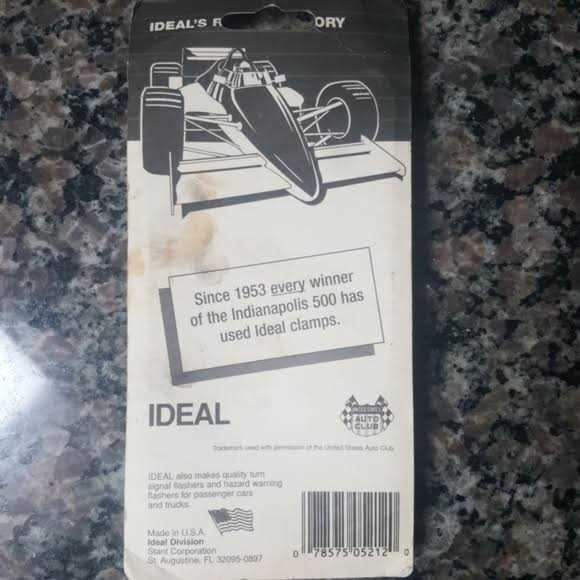 IDEAL'S
Since 1953 every winner
of the Indianapolis 500 has
used Ideal clamps.
IDEAL
UNITED STATES
AUTO
CLUB
Trademark used with permission of the United States Auto Club
IDEAL also makes quality turn
signal flashers and hazard warning
flashers for passenger cars
and trucks.
Made in U.S.A.
Ideal Division
Stant Corporation
St. Augustine, FL 32095-0897
0 78575 05212 0